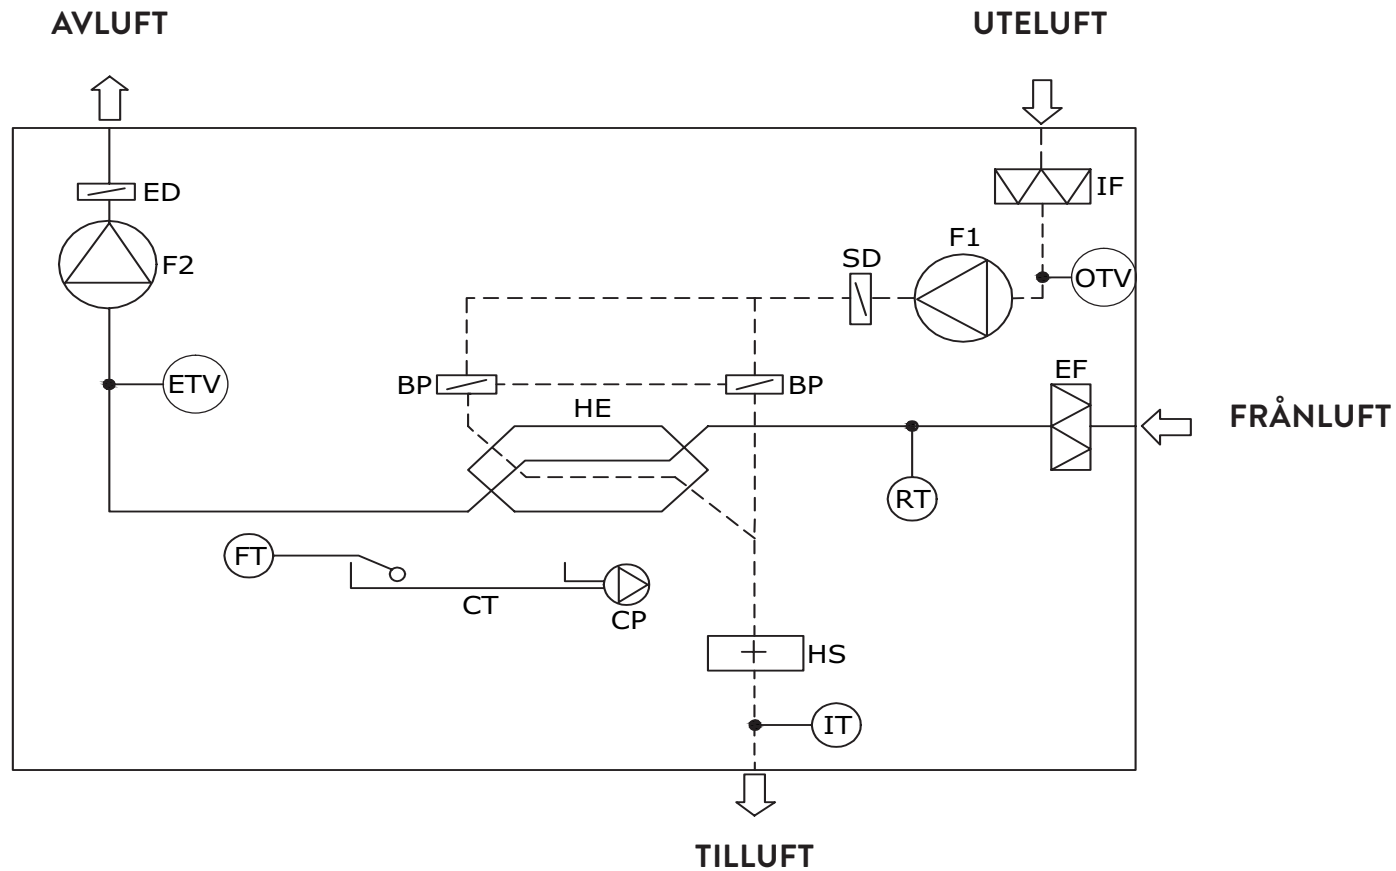 AVLUFT
UTELUFT
ED
IF
F2
F1
SD
OTV
ETV
BP
BP
EF
HE
FRÅNLUFT
RT
FT
CT
CP
HS
IT
TILLUFT